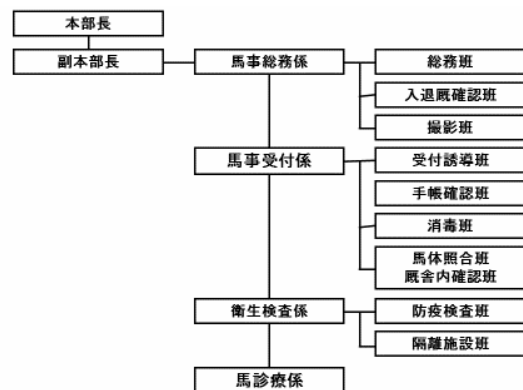 本部長
副本部長
馬事総務係
総務班
入退厩確認班
撮影班
馬事受付係
受付誘導班
手帳確認班
消毒班
馬体照合班
厩舎内確認班
衛生検査係
防疫検査班
隔離施設班
馬診療係